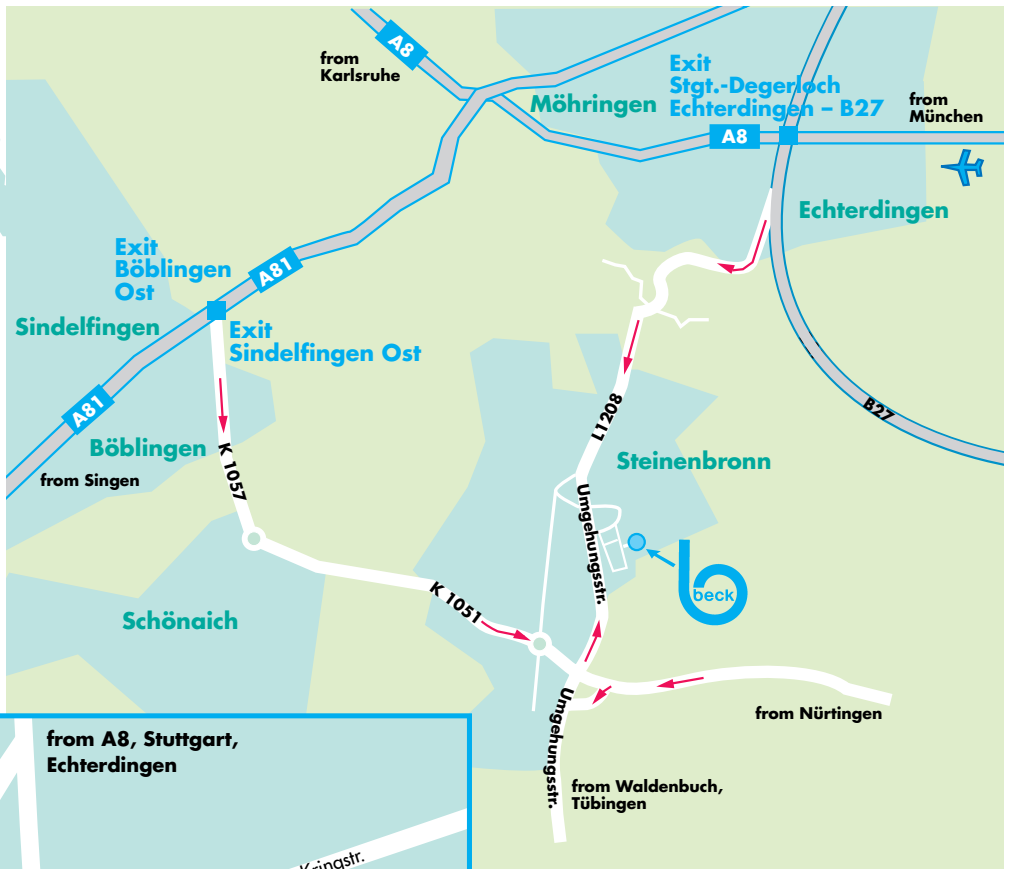 A8
from
Karlsruhe
Exit
Stgt.-Degerloch
Echterdingen – B27
Möhringen
from
München
A8
Echterdingen
Exit
Böblingen
Ost
A81
Sindelfingen
Exit
Sindelfingen Ost
A81
B27
L1208
Böblingen
from Singen
K 1057
Steinenbronn
Umgehungsstr.
beck
K 1051
Schönaich
Umgehungsstr.
from Nürtingen
from A8, Stuttgart,
Echterdingen
from Waldenbuch,
Tübingen